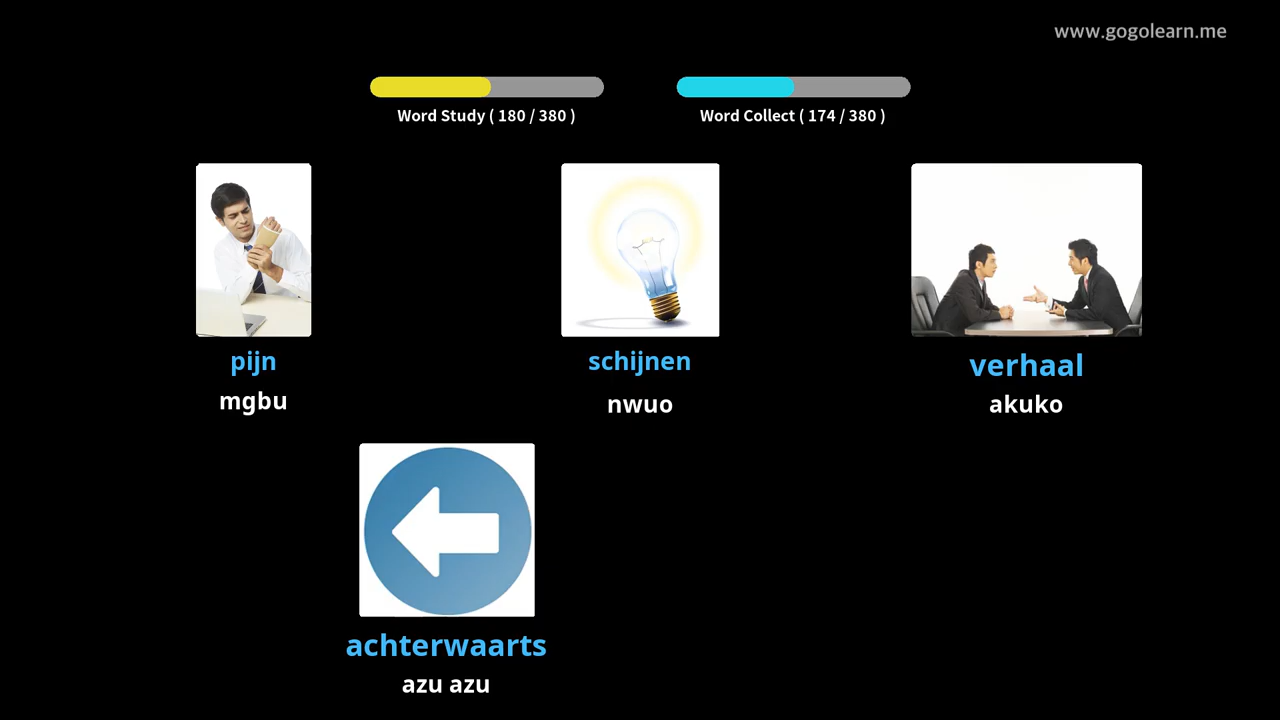 www.gogolearn.me
Word Study ( 180 / 380 )
Word Collect ( 174 / 380 )
pijn
schijnen
verhaal
mgbu
nwuo
akuko
achterwaarts
azu azu